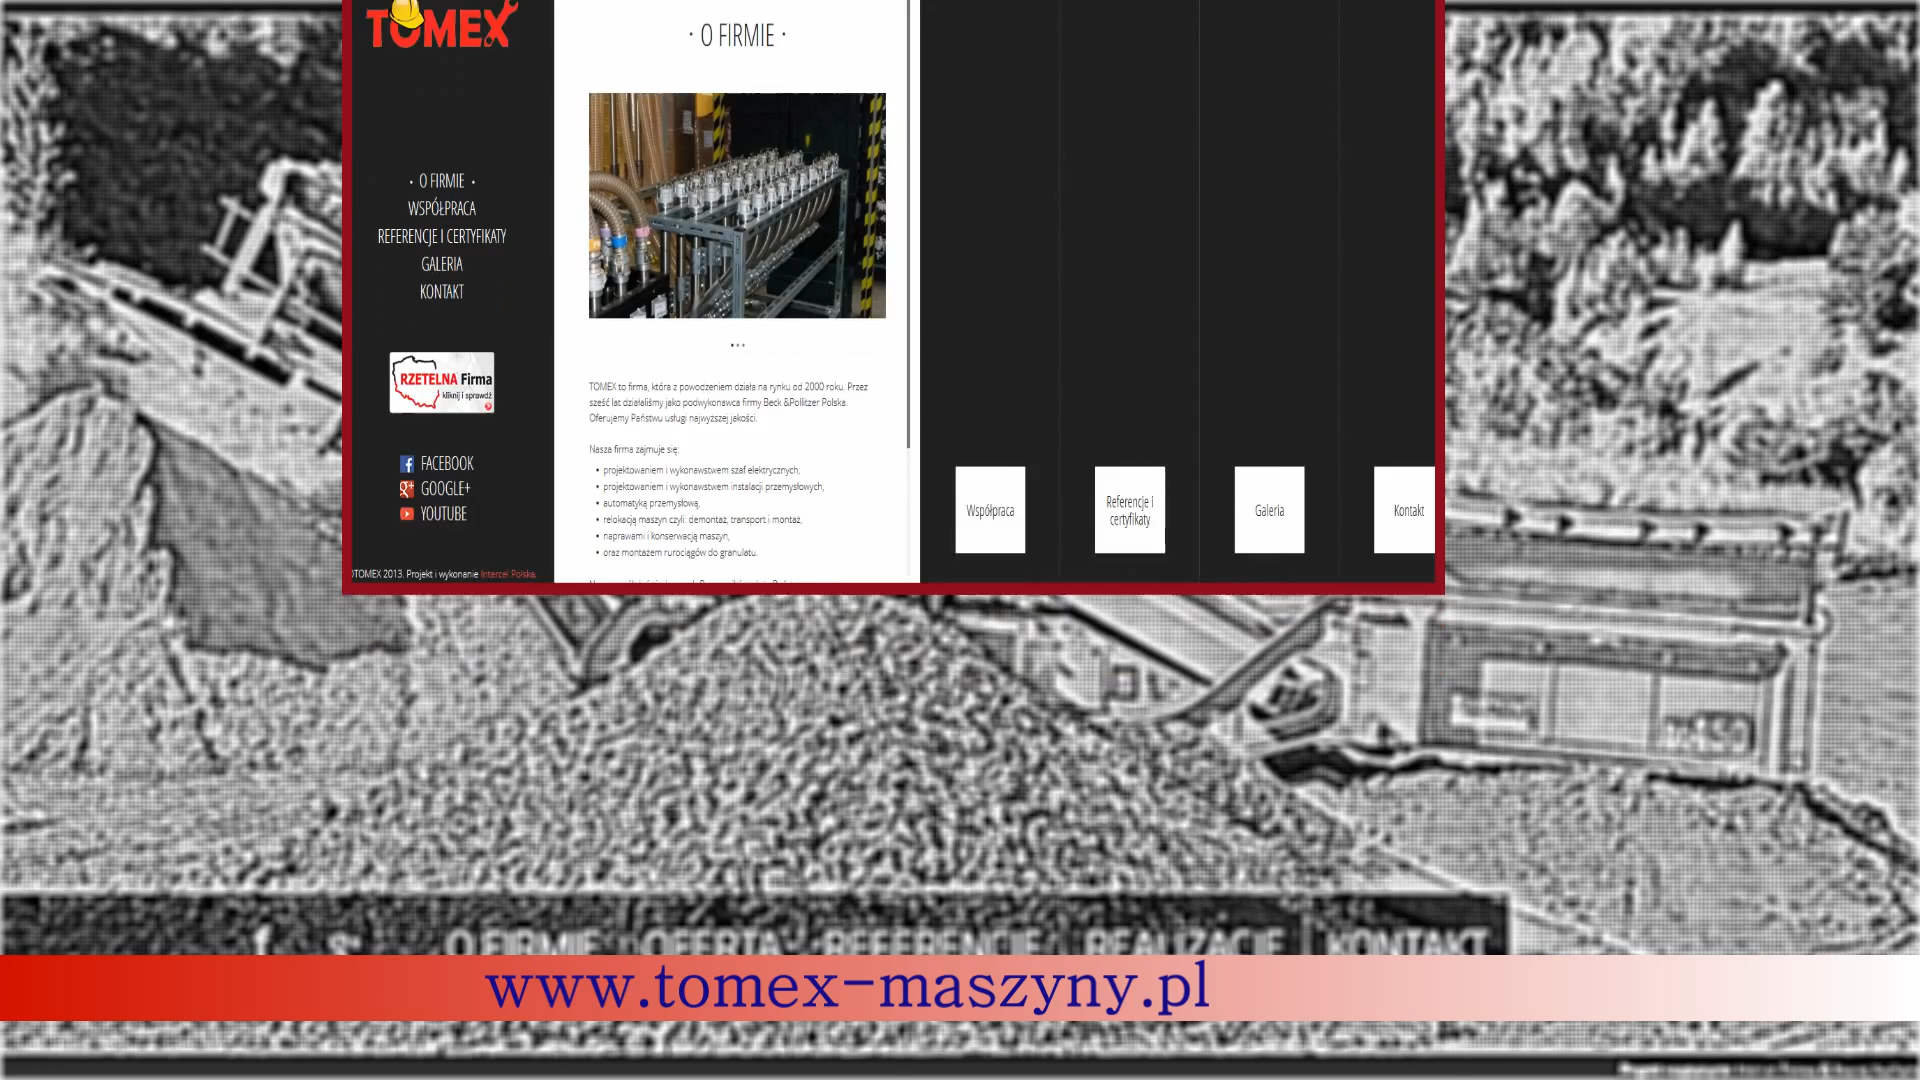 TOMEX
· O FIRMIE ·
WSPÓŁPRACA
REFERENCJE I CERTYFIKATY
GALERIA
KONTAKT
RZETELNA Firma
kliknij i sprawdź
FACEBOOK
GOOGLE+
YOUTUBE
TOMEX 2013. Projekt i wykonanie Intercel Polska.
· O FIRMIE ·
TOMEX to firma, która z powodzeniem działa na rynku od 2000 roku. Przez
sześć lat działaliśmy jako podwykonawca firmy Beck &Pollitzer Polska.
Oferujemy Państwu usługi najwyższej jakości.
Nasza firma zajmuje się:
• projektowaniem i wykonawstwem szaf elektrycznych,
• projektowaniem i wykonawstwem instalacji przemysłowych,
• automatyką przemysłową,
• relokacją maszyn czyli: demontaż, transport i montaż,
• naprawami i konserwacją maszyn,
• oraz montażem rurociągów do granulatu.
Współpraca
Referencje i
certyfikaty
Galeria
Kontakt
O FIRMIE OFERTA REFERENCJE REALIZACJE KONTAKT
www.tomex-maszyny.pl